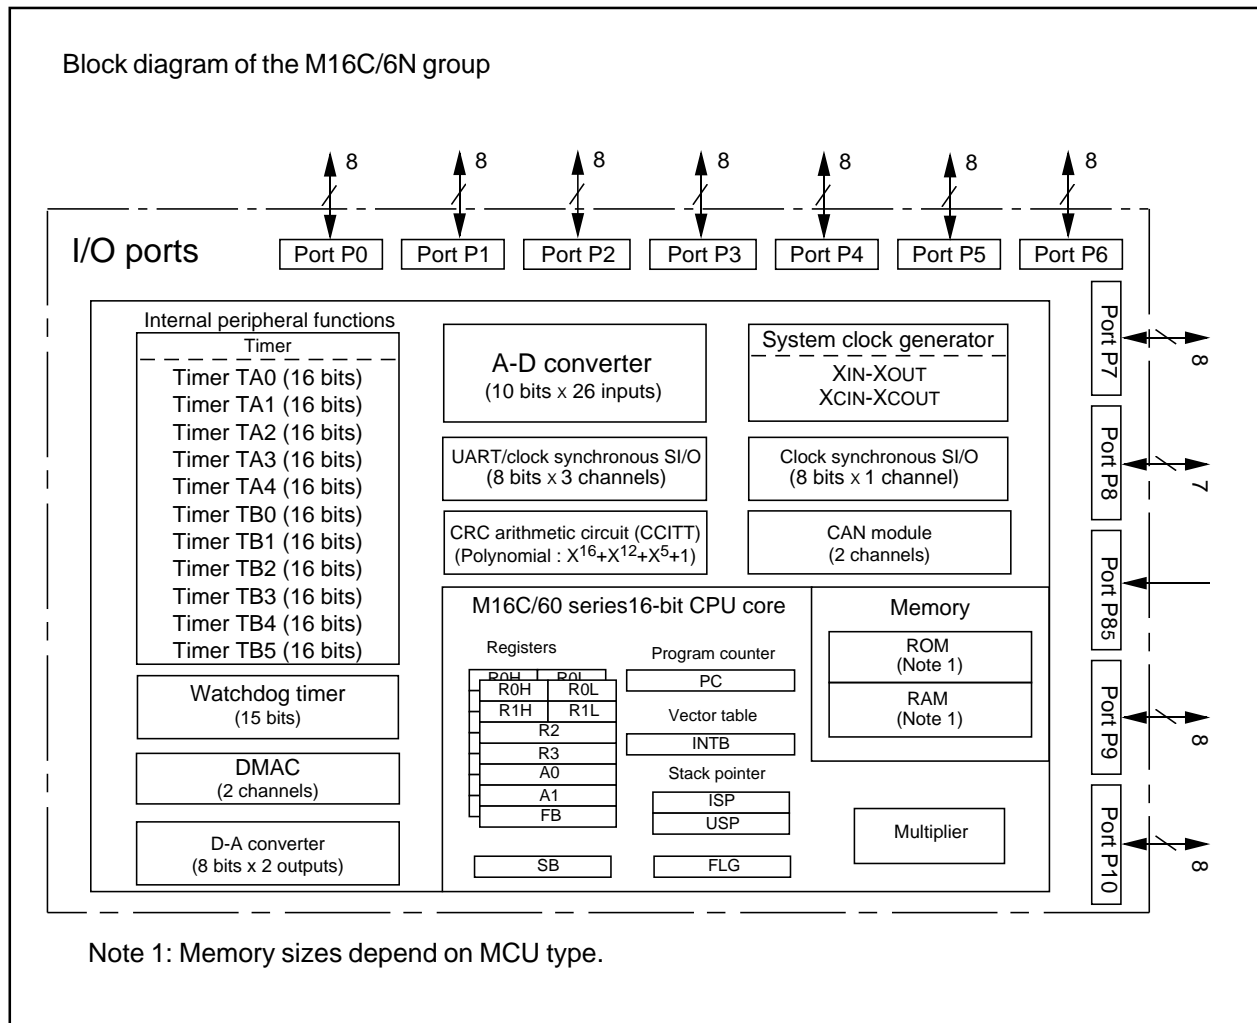 Block diagram of the M16C/6N group
8
8
8
8
8
8
8
I/O ports
Port P0
Port P1
Port P2
Port P3
Port P4
Port P5
Port P6
Internal peripheral functions
Timer
Timer TA0 (16 bits)
Timer TA1 (16 bits)
Timer TA2 (16 bits)
Timer TA3 (16 bits)
Timer TA4 (16 bits)
Timer TB0 (16 bits)
Timer TB1 (16 bits)
Timer TB2 (16 bits)
Timer TB3 (16 bits)
Timer TB4 (16 bits)
Timer TB5 (16 bits)
Watchdog timer
(15 bits)
DMAC
(2 channels)
D-A converter
(8 bits x 2 outputs)
A-D converter
(10 bits x 26 inputs)
System clock generator
XIN-XOUT
XCIN-XCOUT
UART/clock synchronous SI/O
(8 bits x 3 channels)
Clock synchronous SI/O
(8 bits x 1 channel)
CRC arithmetic circuit (CCITT)
(Polynomial : X16+X12+X5+1)
CAN module
(2 channels)
M16C/60 series16-bit CPU core
Registers
R0H R0L
R0H R0L
R1H R1L
R2
R3
A0
A1
FB
SB
Program counter
PC
Vector table
INTB
Stack pointer
ISP
USP
FLG
Memory
ROM
(Note 1)
RAM
(Note 1)
Multiplier
Port P7
8
Port P8
7
Port P85
Port P9
8
Port P10
8
Note 1: Memory sizes depend on MCU type.